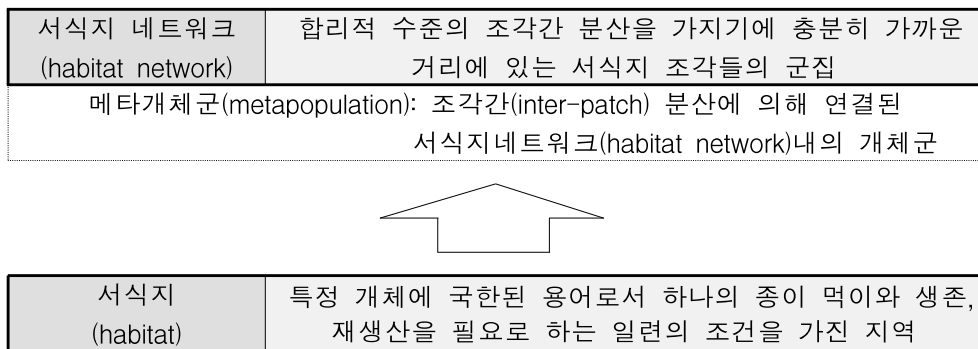 서식지 네트워크
(habitat network)
합리적 수준의 조각간 분산을 가지기에 충분히 가까운
거리에 있는 서식지 조각들의 군집
메타개체군(metapopulation): 조각간(inter-patch) 분산에 의해 연결된
서식지네트워크(habitat network)내의 개체군
서식지
(habitat)
특정 개체에 국한된 용어로서 하나의 종이 먹이와 생존,
재생산을 필요로 하는 일련의 조건을 가진 지역